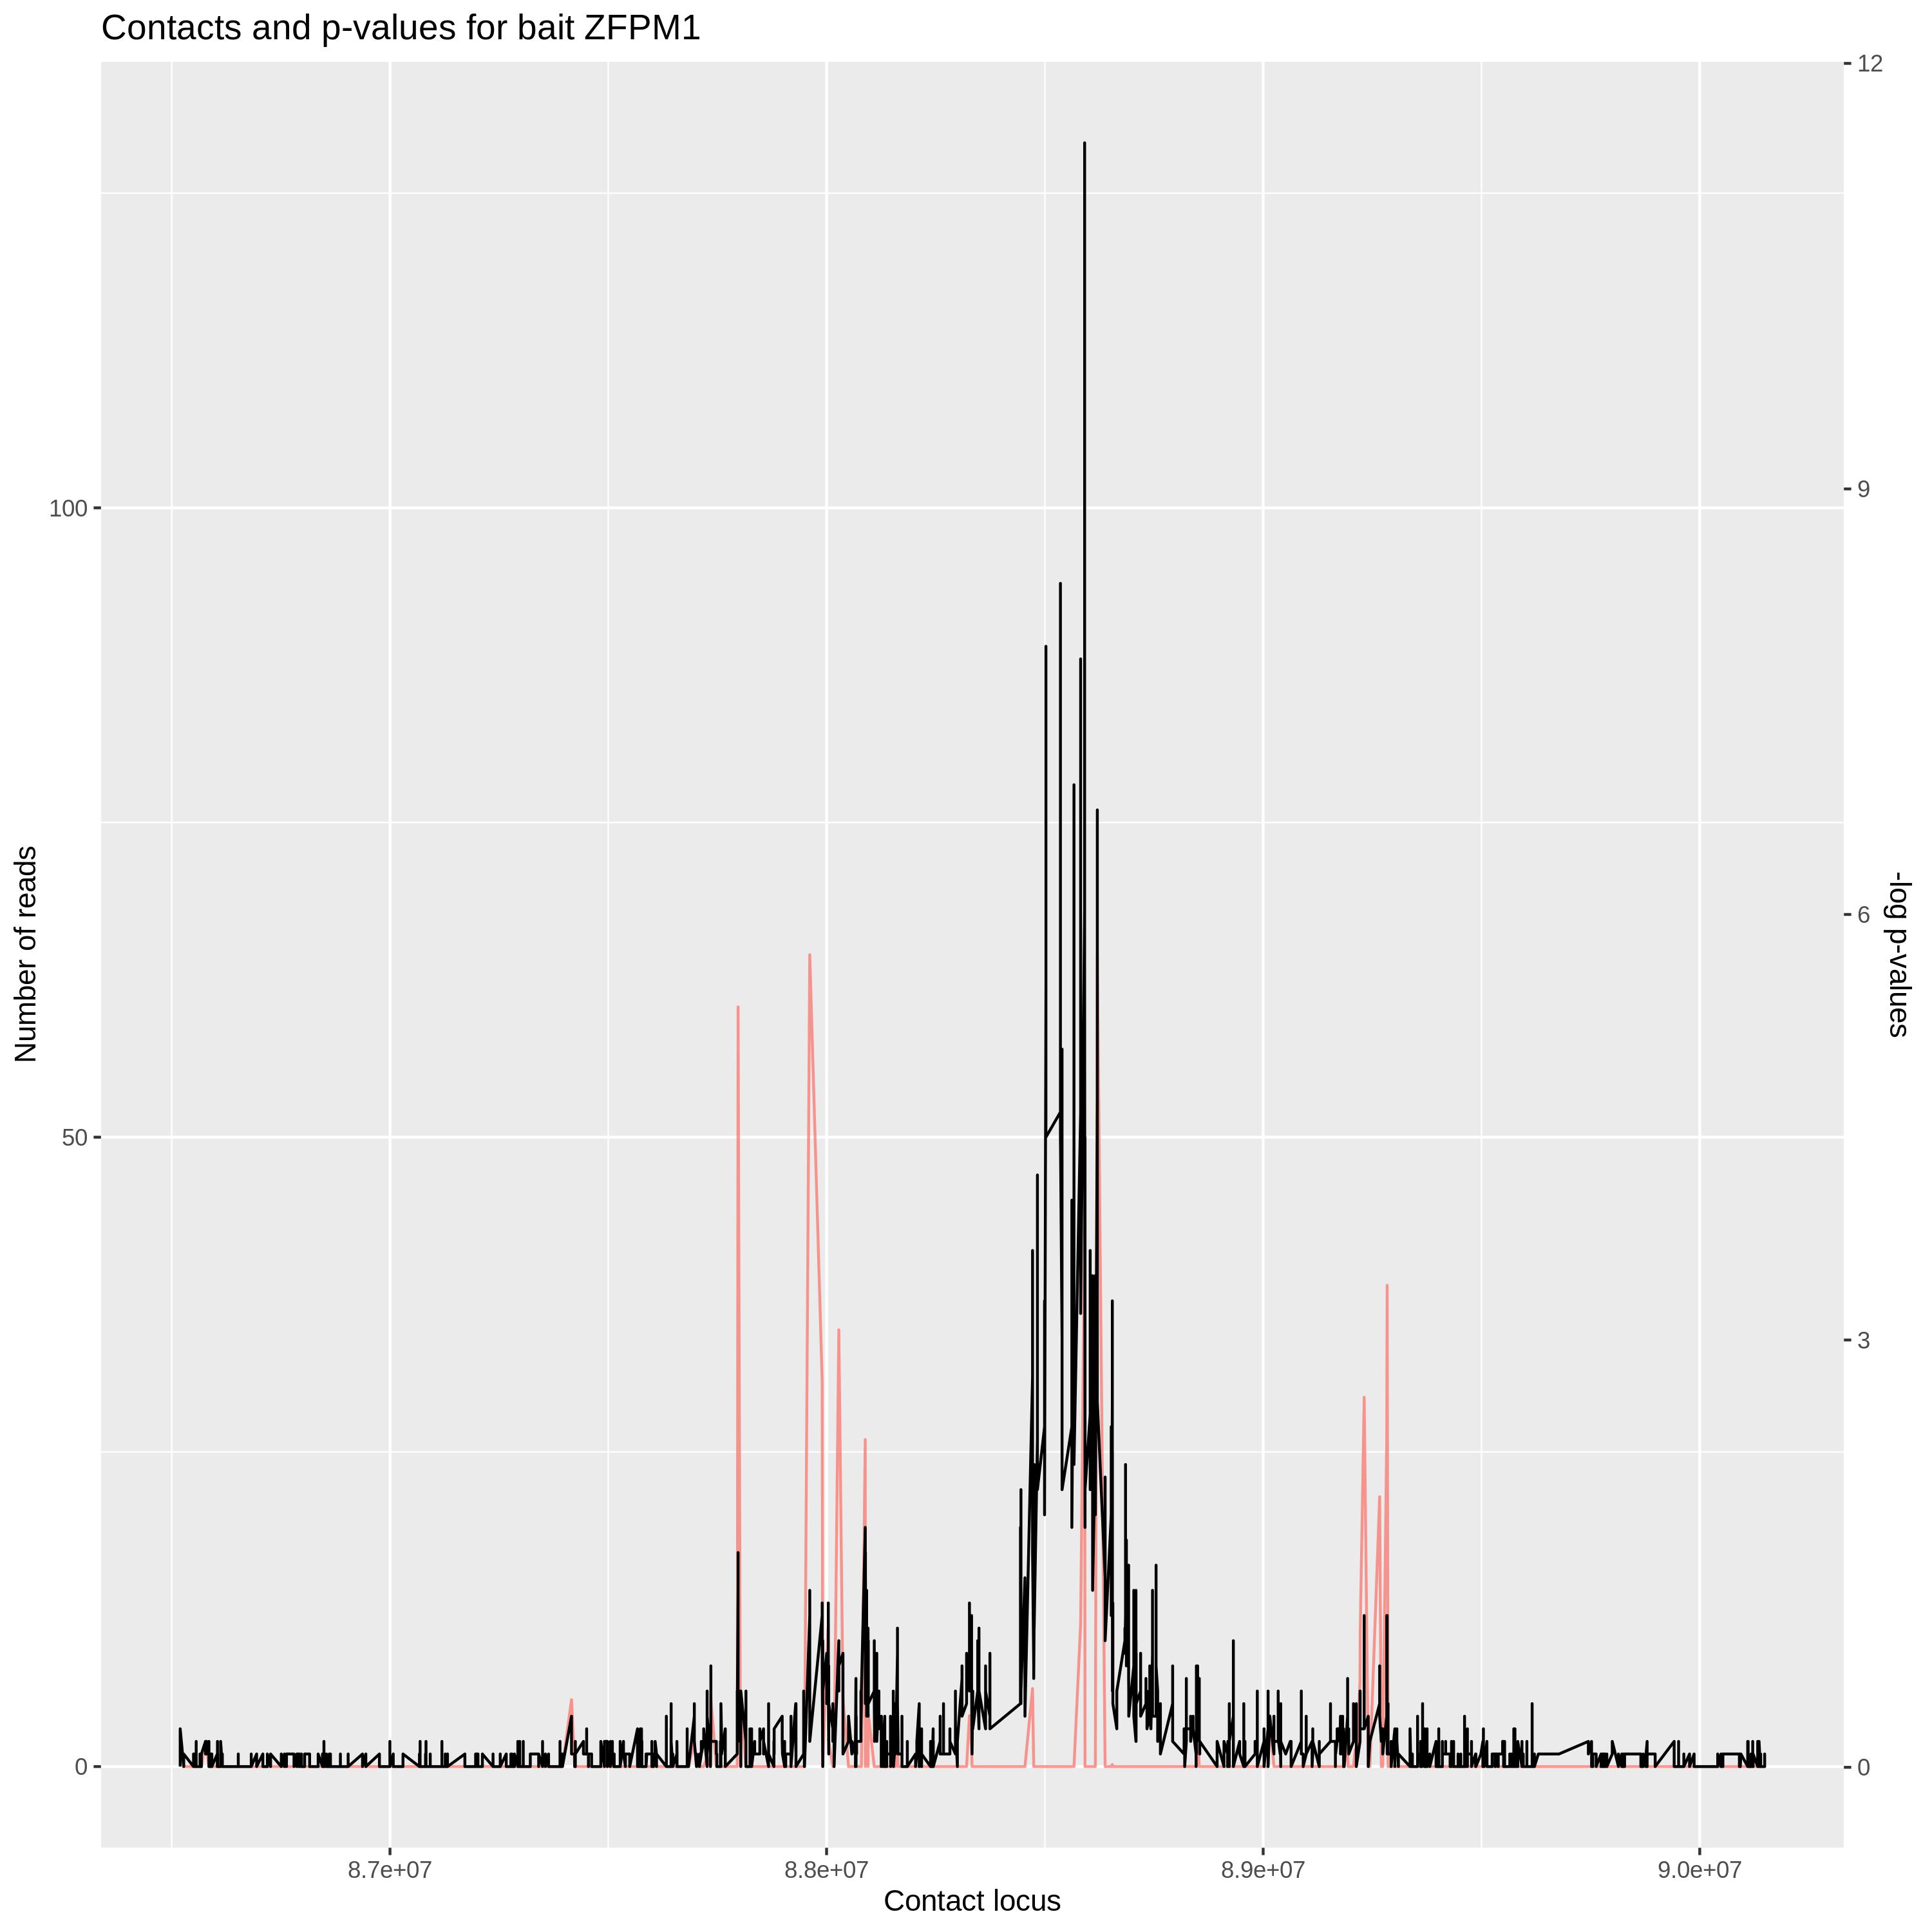 Contacts and p-values for bait ZFPM1
12
9
6
3
0
100
50
0
Number of reads
-log p-values
8.7e+07 8.8e+07 8.9e+07 9.0e+07
Contact locus